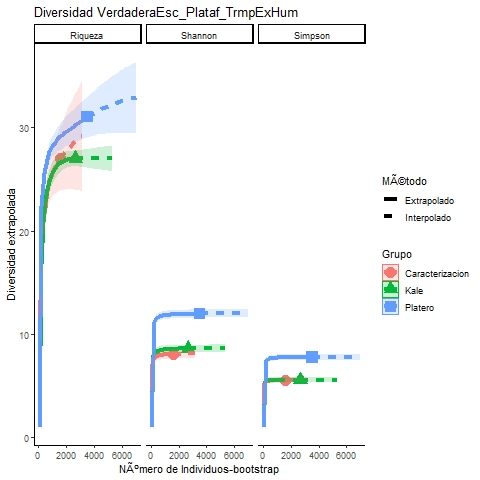 Diversidad VerdaderaEsc_Plataf_TrmpExHum
Riqueza Shannon Simpson
Diversidad extrapolada
30
20
10
0
0 2000 4000 6000 0 2000 4000 6000 0 2000 4000 6000
NÃºmero de Individuos-bootstrap
MÃ©todo
Extrapolado
Interpolado
Grupo
Caracterizacion
Kale
Platero